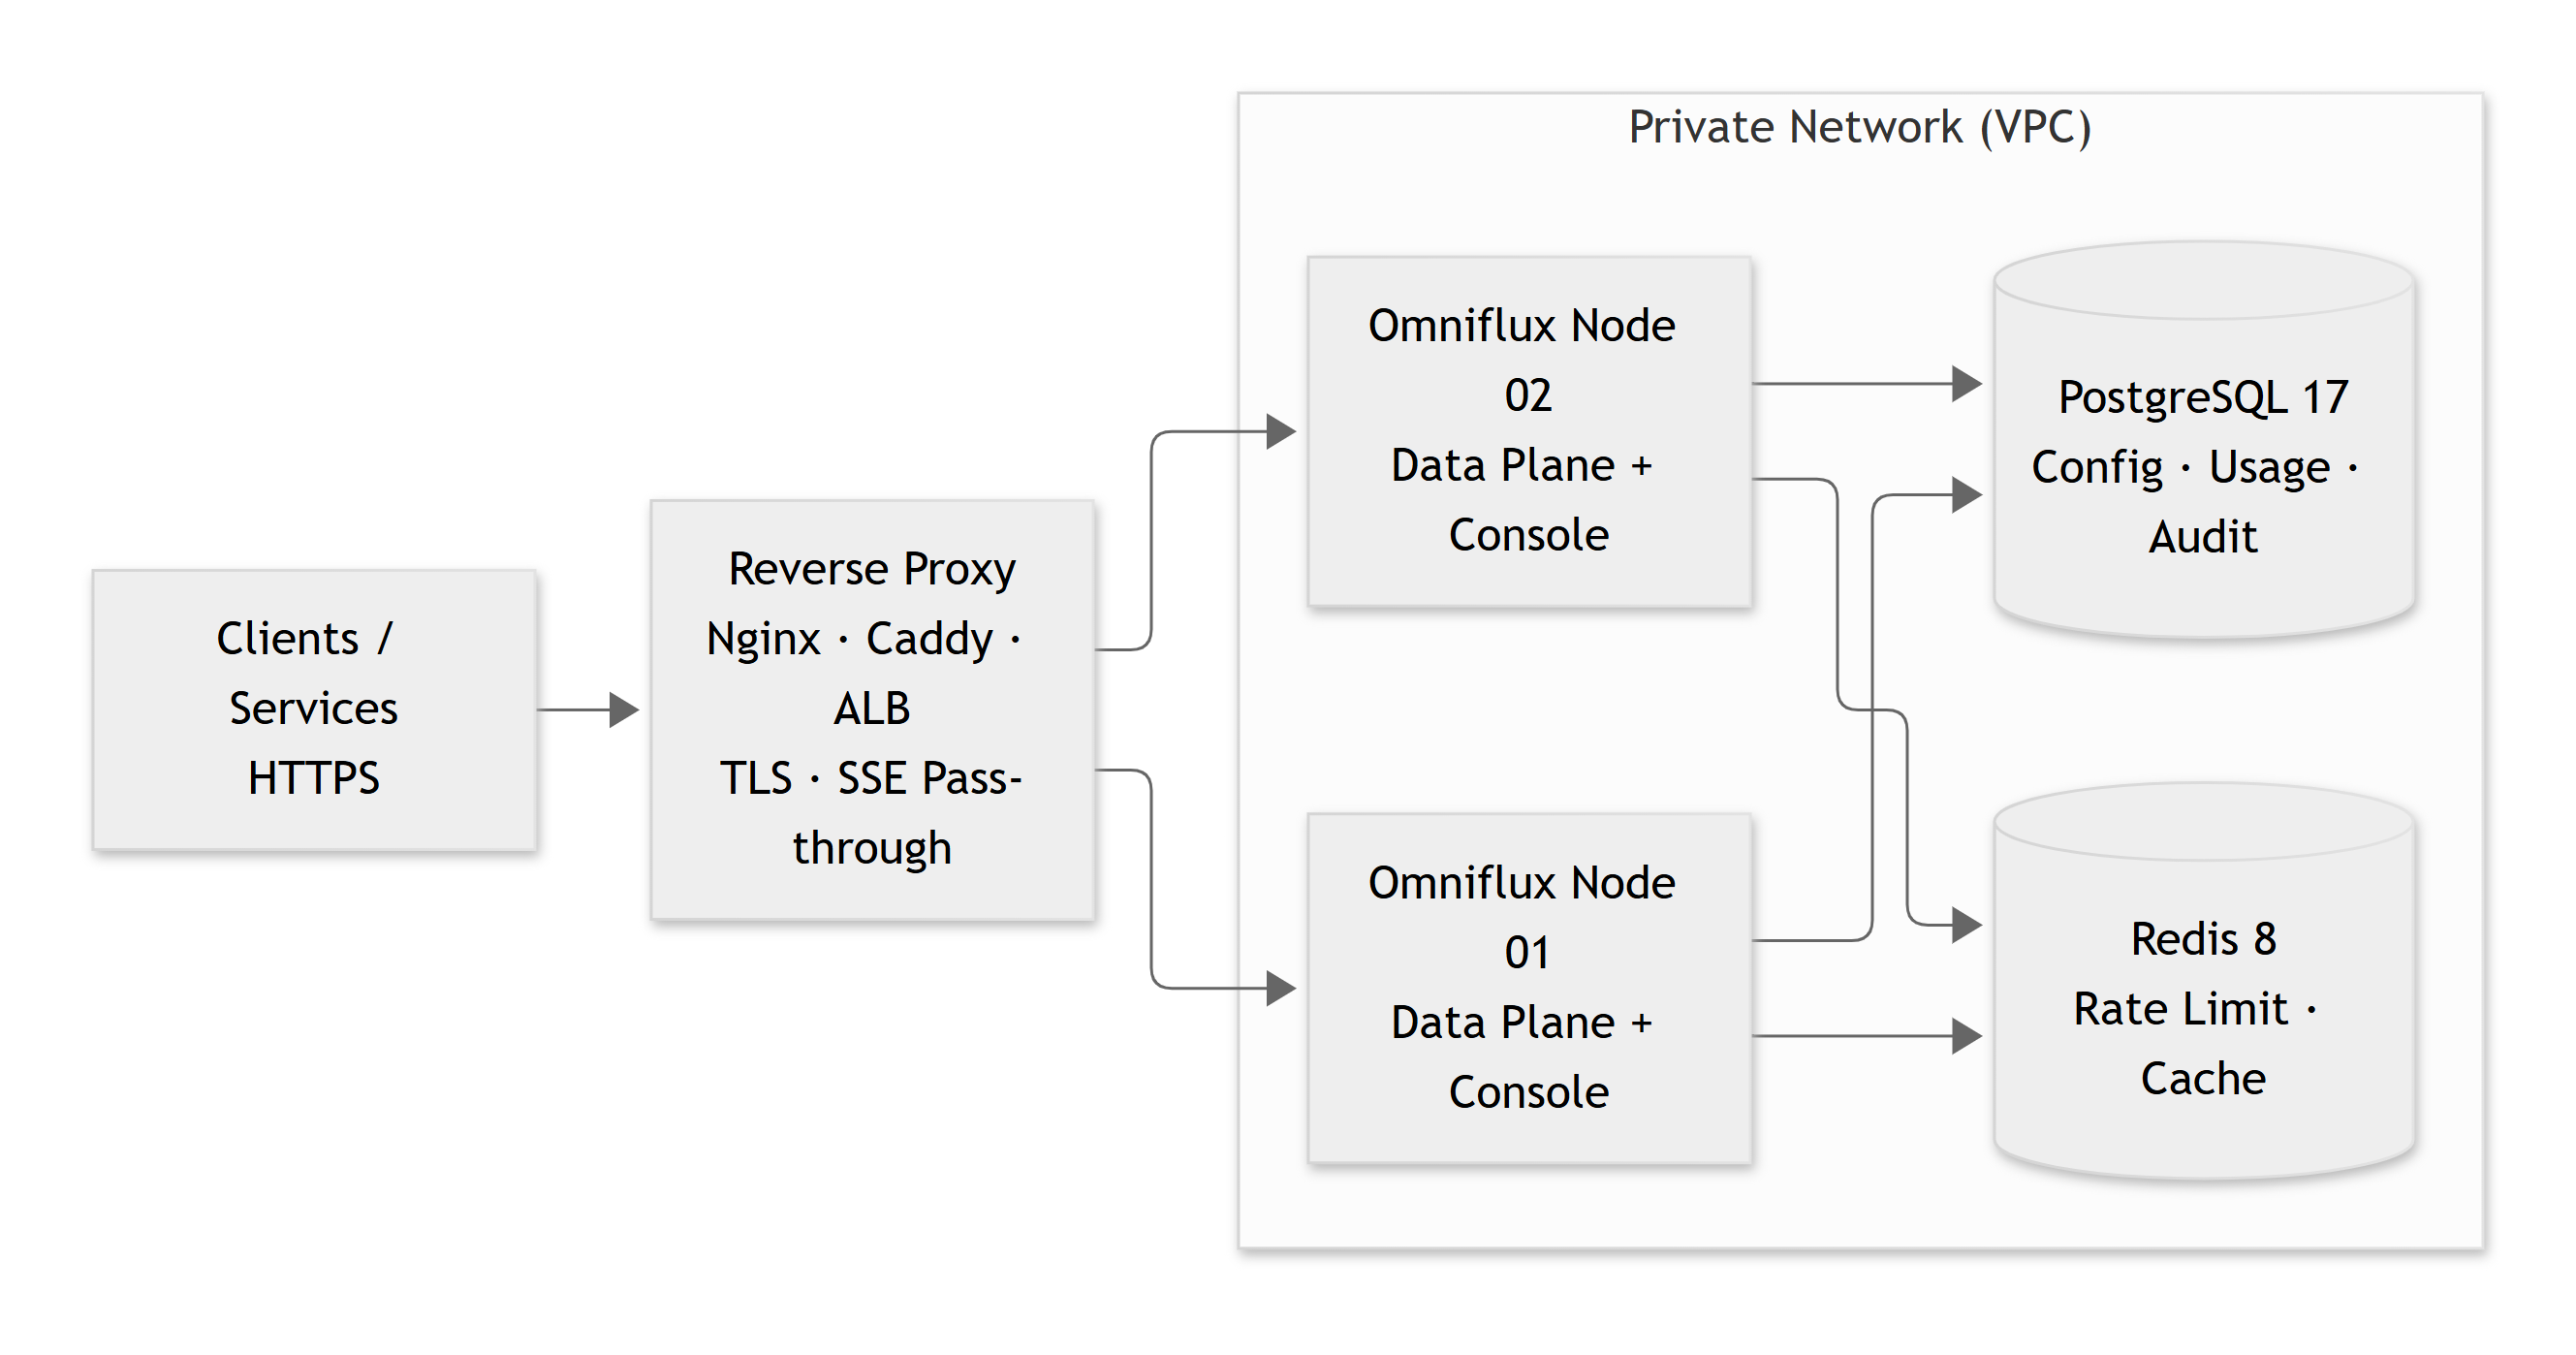 Private Network (VPC)
Clients /
Services
HTTPS
Reverse Proxy
Nginx · Caddy ·
ALB
TLS · SSE Pass-
through
Omniflux Node
02
Data Plane +
Console
PostgreSQL 17
Config · Usage ·
Audit
Omniflux Node
01
Data Plane +
Console
Redis 8
Rate Limit ·
Cache